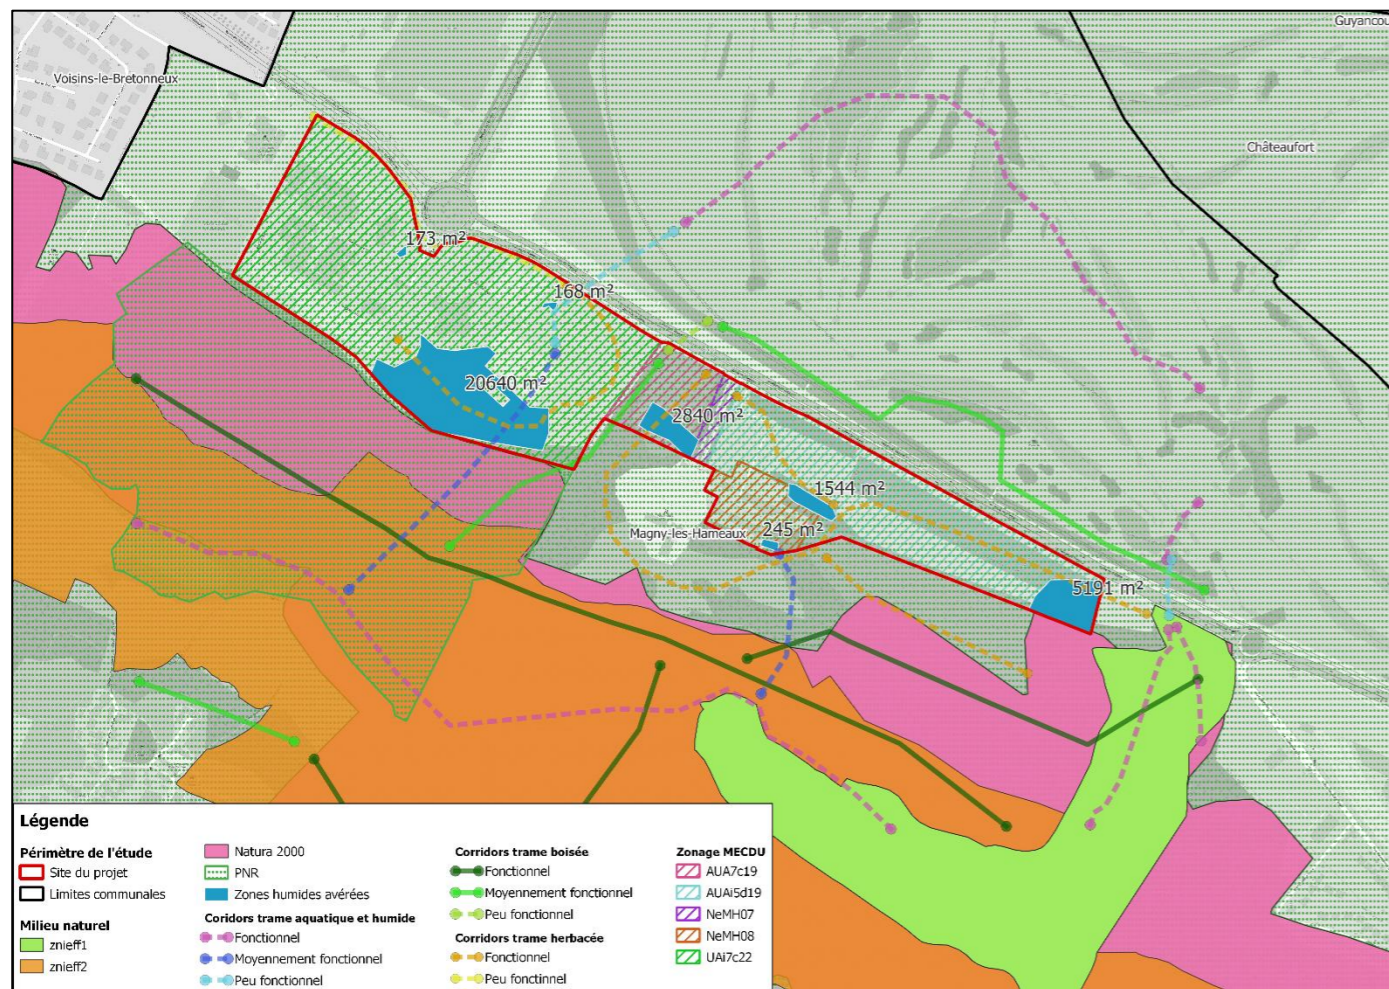 Guyancou
Voisins-le-Bretonneux
Châteaufort
173 m²
168 m²
20640 m²
2840 m²
1544 m²
Magny-les-Hameaux
245 m²
5191 m²
Légende
Périmètre de l'étude
Site du projet
Limites communales
Milieu naturel
znieff1
znieff2
Natura 2000
PNR
Zones humides avérées
Coridors trame aquatique et humide
Fonctionnel
Moyennement fonctionnel
Peu fonctionnel
Corridors trame boisée
Fonctionnel
Moyennement fonctionnel
Peu fonctionnel
Corridors trame herbacée
Fonctionnel
Peu fonctinnel
Zonage MECDU
AUA7c19
AUAi5d19
NeMH07
NeMH08
UAi7c22